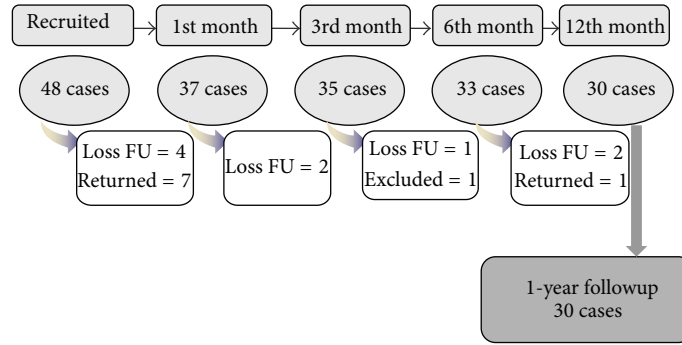 Recruited
1st month
3rd month
6th month
12th month
48 cases
37 cases
35 cases
33 cases
30 cases
Loss FU = 4
Returned = 7
Loss FU = 2
Loss FU = 1
Excluded = 1
Loss FU = 2
Returned = 1
1-year followup
30 cases